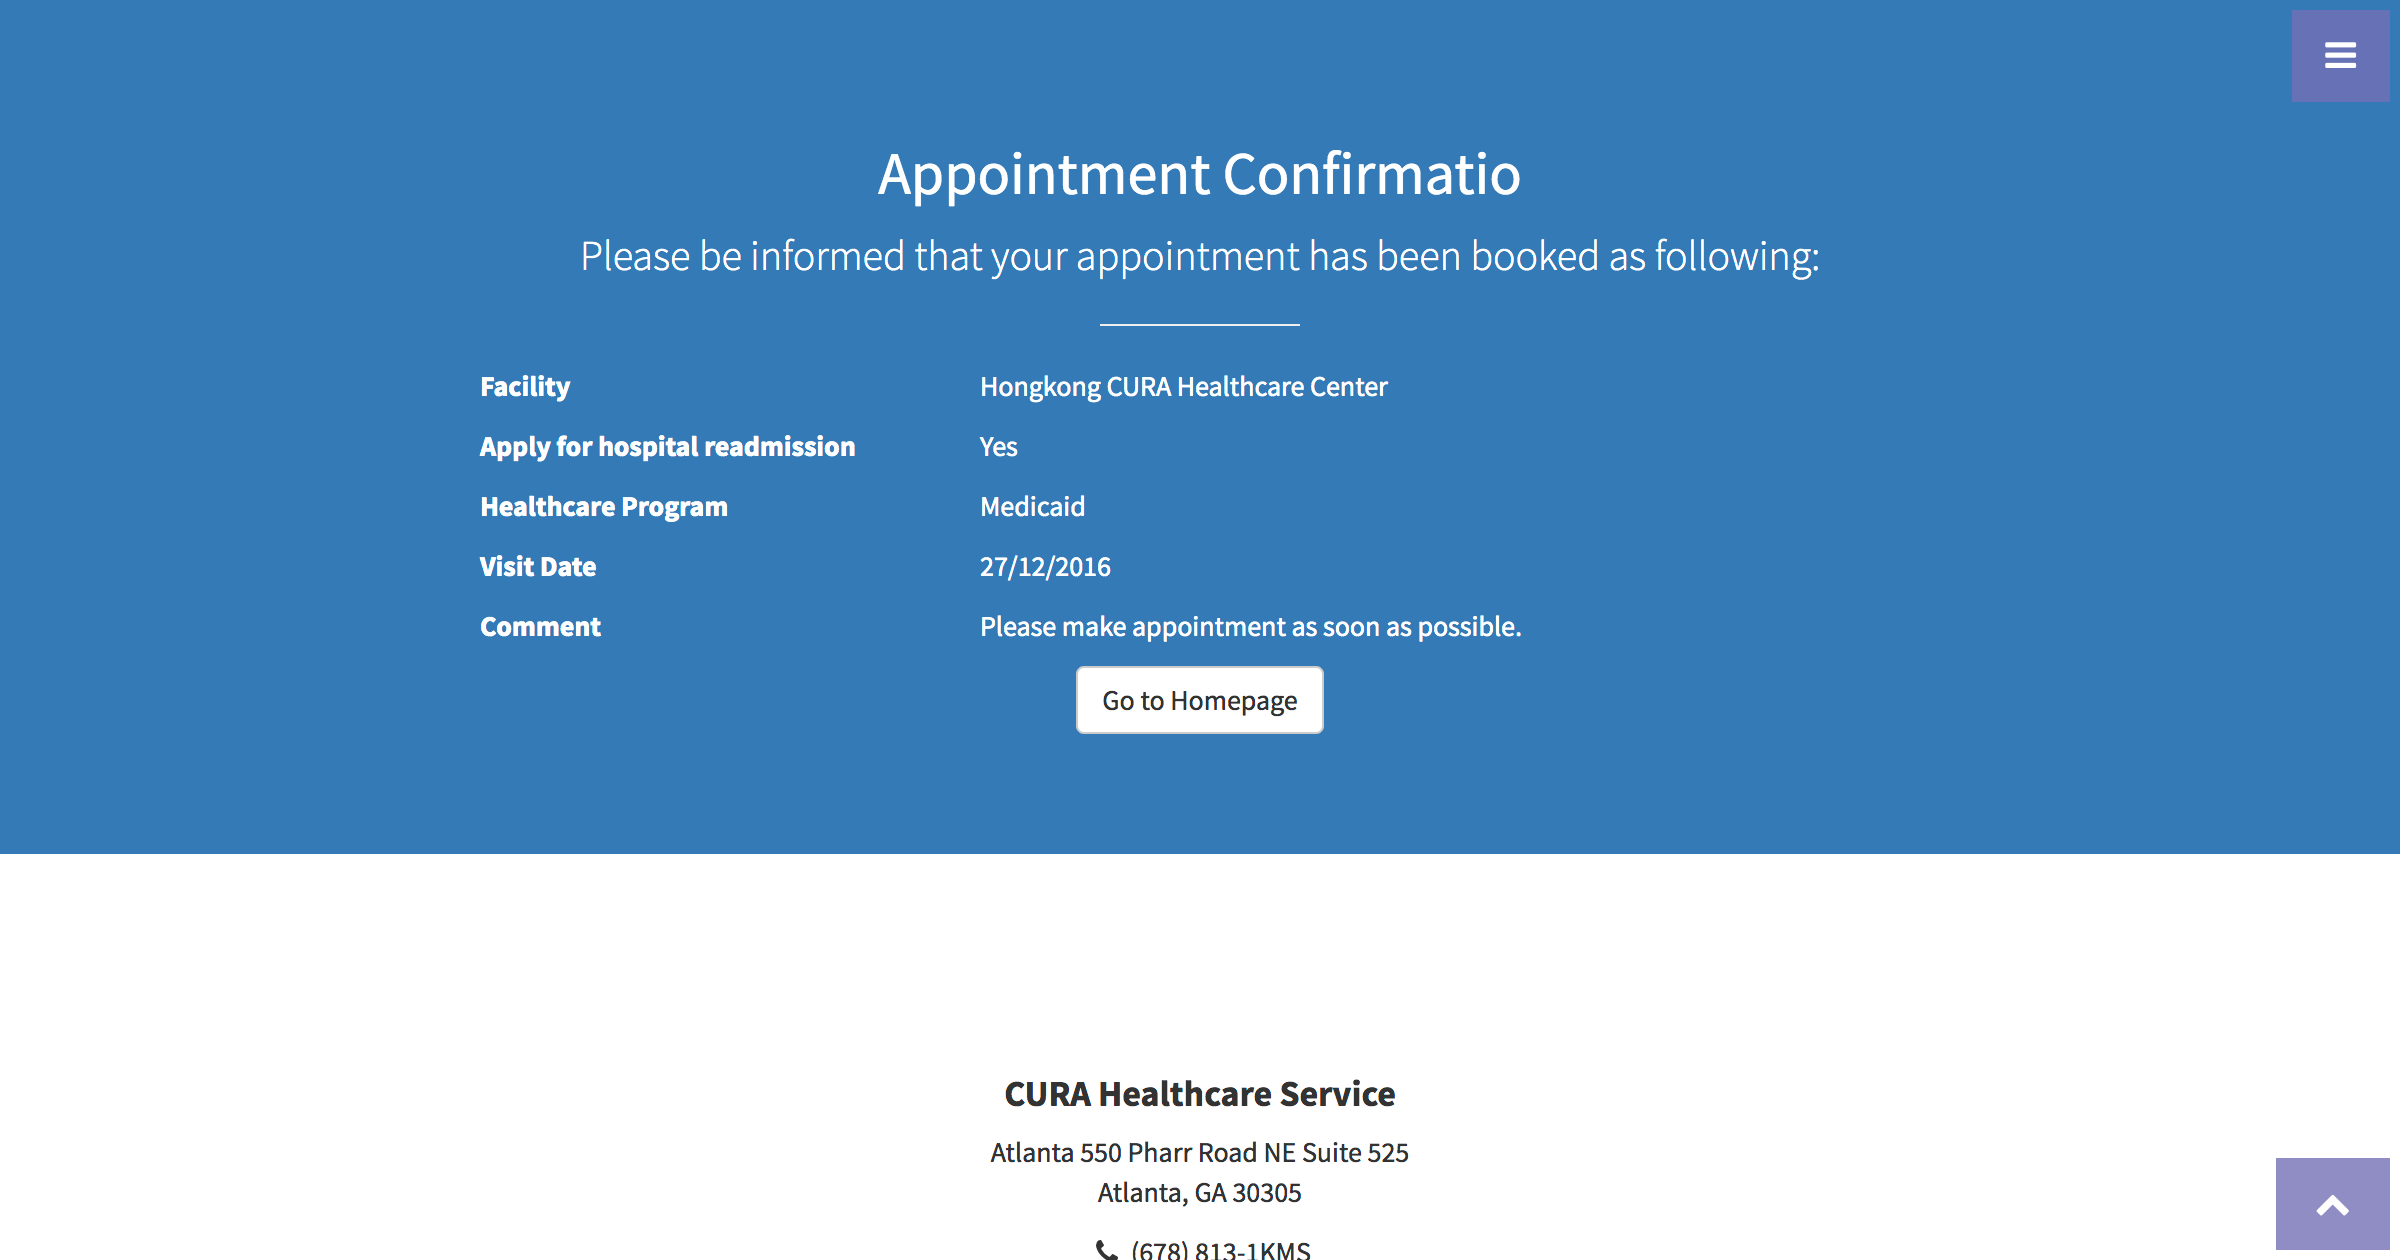 Appointment Confirmatio
Please be informed that your appointment has been booked as following:
Facility Hongkong CURA Healthcare Center
Apply for hospital readmission Yes
Healthcare Program Medicaid
Visit Date 27/12/2016
Comment Please make appointment as soon as possible.
Go to Homepage
CURA Healthcare Service
Atlanta 550 Pharr Road NE Suite 525
Atlanta, GA 30305
(678) 813-1KMS